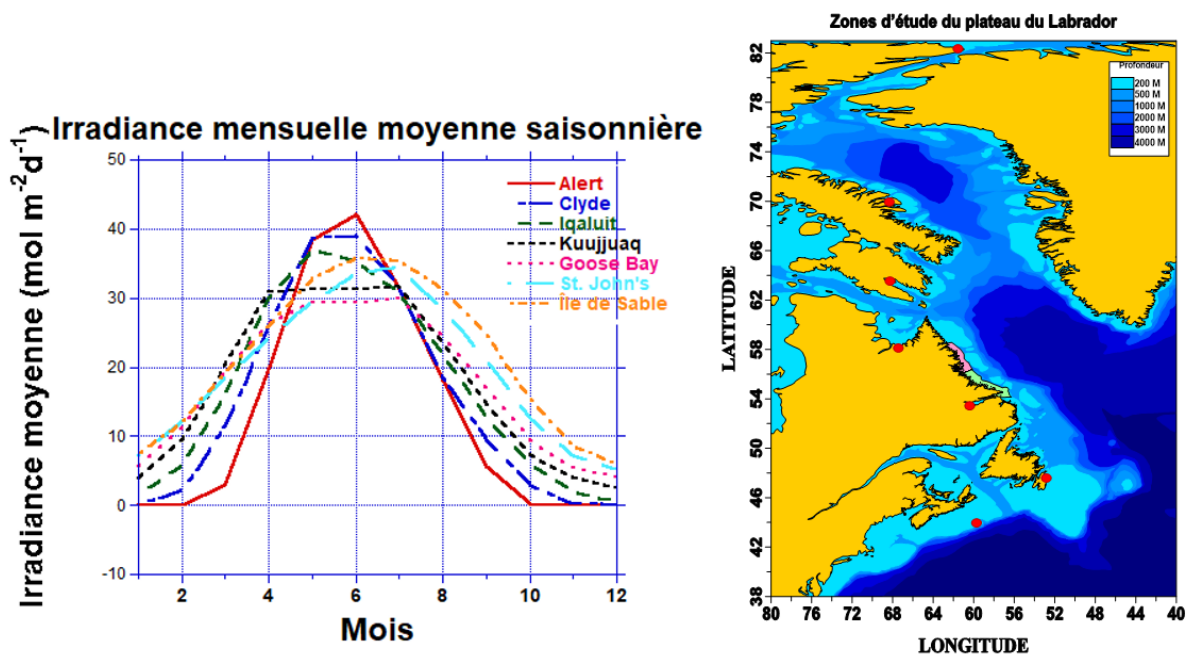 Irradiance mensuelle moyenne saisonnière
Irradiance moyenne (mol m⁻²d⁻¹)
50
40
30
20
10
0
-10
2
4
6
8
10
12
Mois
Alert
Clyde
Iqaluit
Kuujjuaq
Goose Bay
St. John's
Île de Sable
Zones d'étude du plateau du Labrador
LATITUDE
82
78
74
70
66
62
58
54
50
46
42
38
80
76
72
68
64
60
56
52
48
44
40
LONGITUDE
Profondeur
200 M
500 M
1000 M
2000 M
3000 M
4000 M